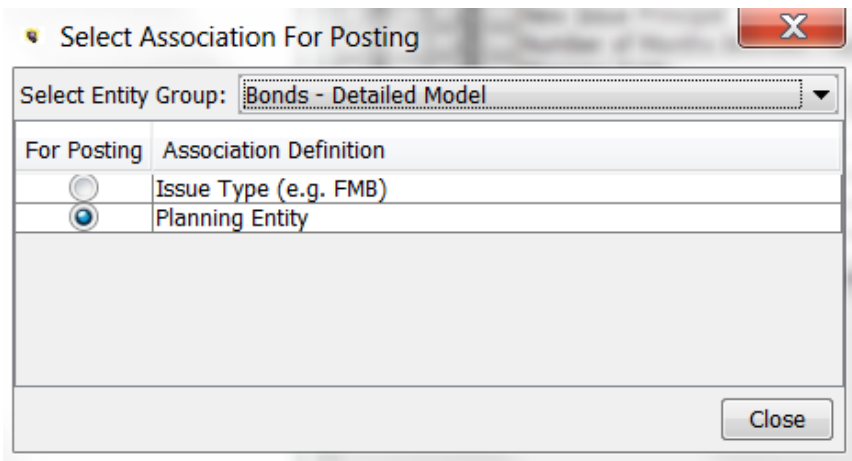 Select Association For Posting
Select Entity Group: Bonds - Detailed Model
For Posting Association Definition
Issue Type (e.g. FMB)
Planning Entity
Close